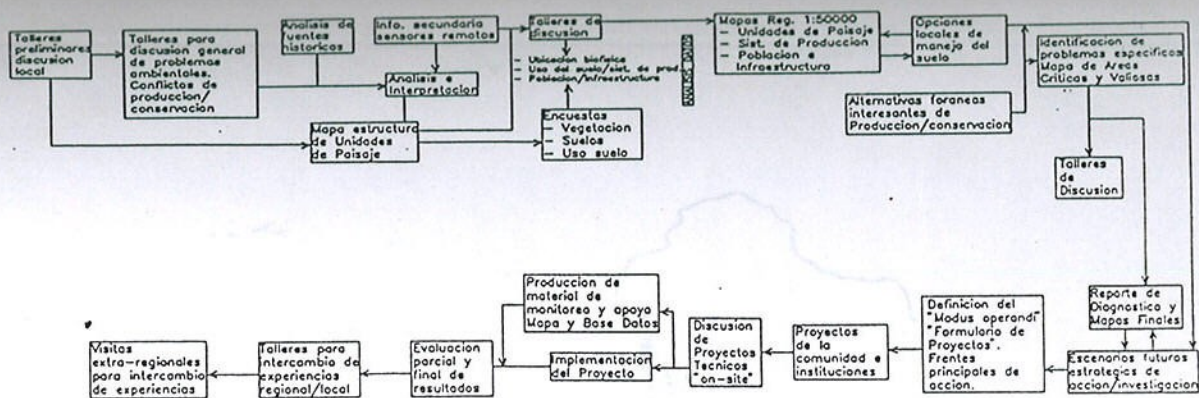 Talleres
preliminares
discusion
local
Talleres para
discusion general
de problemas
ambientales.
Conflictos de
produccion/
conservacion
Analisis de
fuentes
historicos
Info. secundaria
sensores remotos
Analisis e
Interpretacion
Mapa estructura
de Unidades
de Paisaje
Talleres de
discusion
- Ubicacion biofisica
- Uso del suelo/sist. de prod.
- Poblacion/Infraestructura
Encuestas
- Vegetacion
- Suelos
- Uso suelo
Mapas Reg. 1:50000
- Unidades de Paisaje
- Sist. de Produccion
- Poblacion e
Infraestructura
Opciones
locales de
manejo del
suelo
Alternativas foraneas
interesantes de
Produccion/conservacion
Identificacion de
problemas especificos
Mapa de Areas
Criticas y Valiosas
Talleres
de
Discusion
Reporte de
Diagnostico y
Mapas Finales
Escenarios futuros
estrategias de
accion/investigacion
Definicion del
"Modus operandi"
"Formulario de
Proyectos".
Frentes
principales de
accion.
Proyectos
de la
comunidad e
instituciones
Discusion
de
Proyectos
Tecnicos
"on-site"
Produccion de
material de
monitoreo y apoyo
Mapa y Base Datos
Implementacion
del Proyecto
Evaluacion
parcial y
final de
resultados
Talleres para
intercambio de
experiencias
regional/local
Visitas
extra-regionales
para intercambio
de experiencias